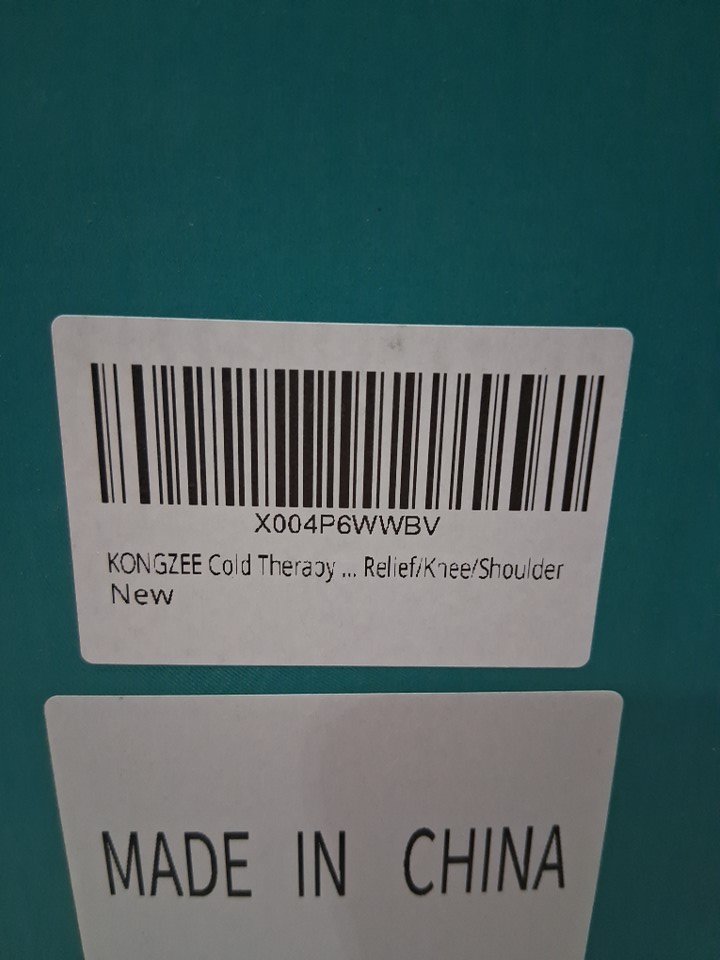 X004P6WWBV
KONGZEE Cold Therapy ... Relief/Knee/Shoulder
New
MADE IN CHINA